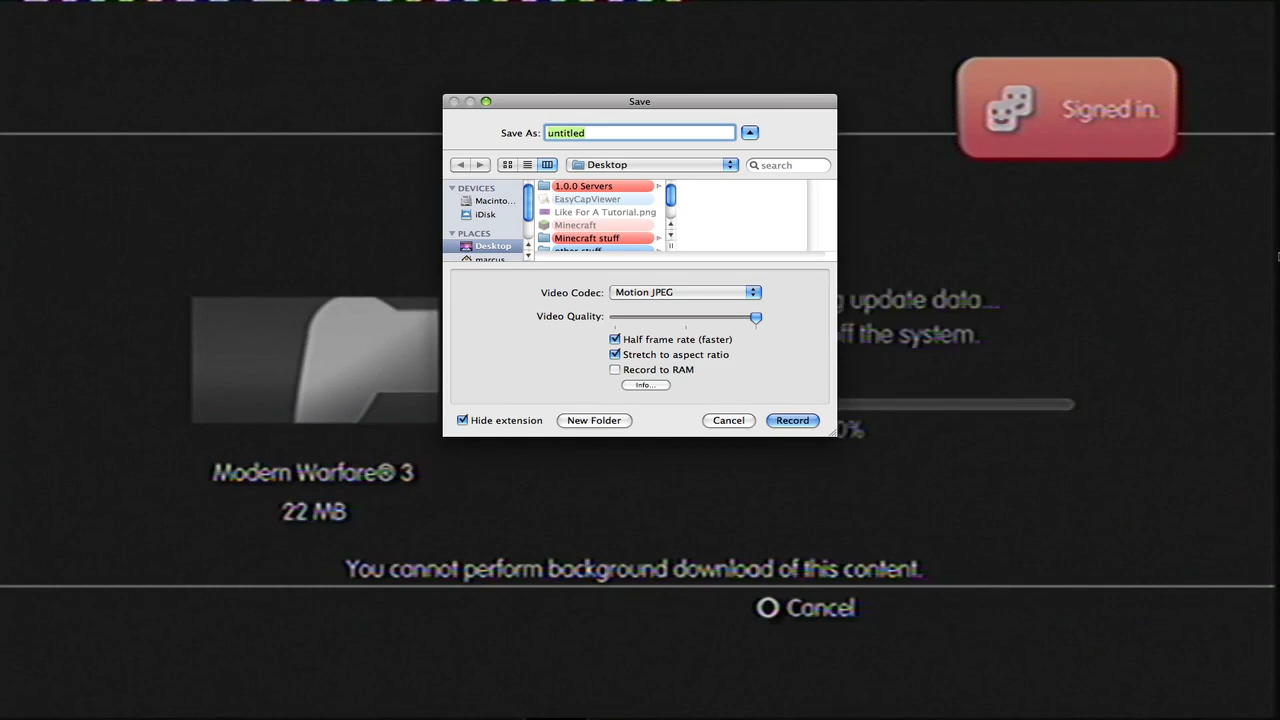 Save
Signed in.
Save As: untitled
Desktop
search
DEVICES
Macinto...
iDisk
PLACES
Desktop
marcus
1.0.0 Servers
EasyCapViewer
Like For A Tutorial.png
Minecraft
Minecraft stuff
other stuff
Video Codec: Motion JPEG
Video Quality:
Half frame rate (faster)
Stretch to aspect ratio
Record to RAM
Info...
Hide extension
New Folder
Cancel
Record
update data...
the system.
0%
Modern Warfare® 3
22 MB
You cannot perform background download of this content.
Cancel